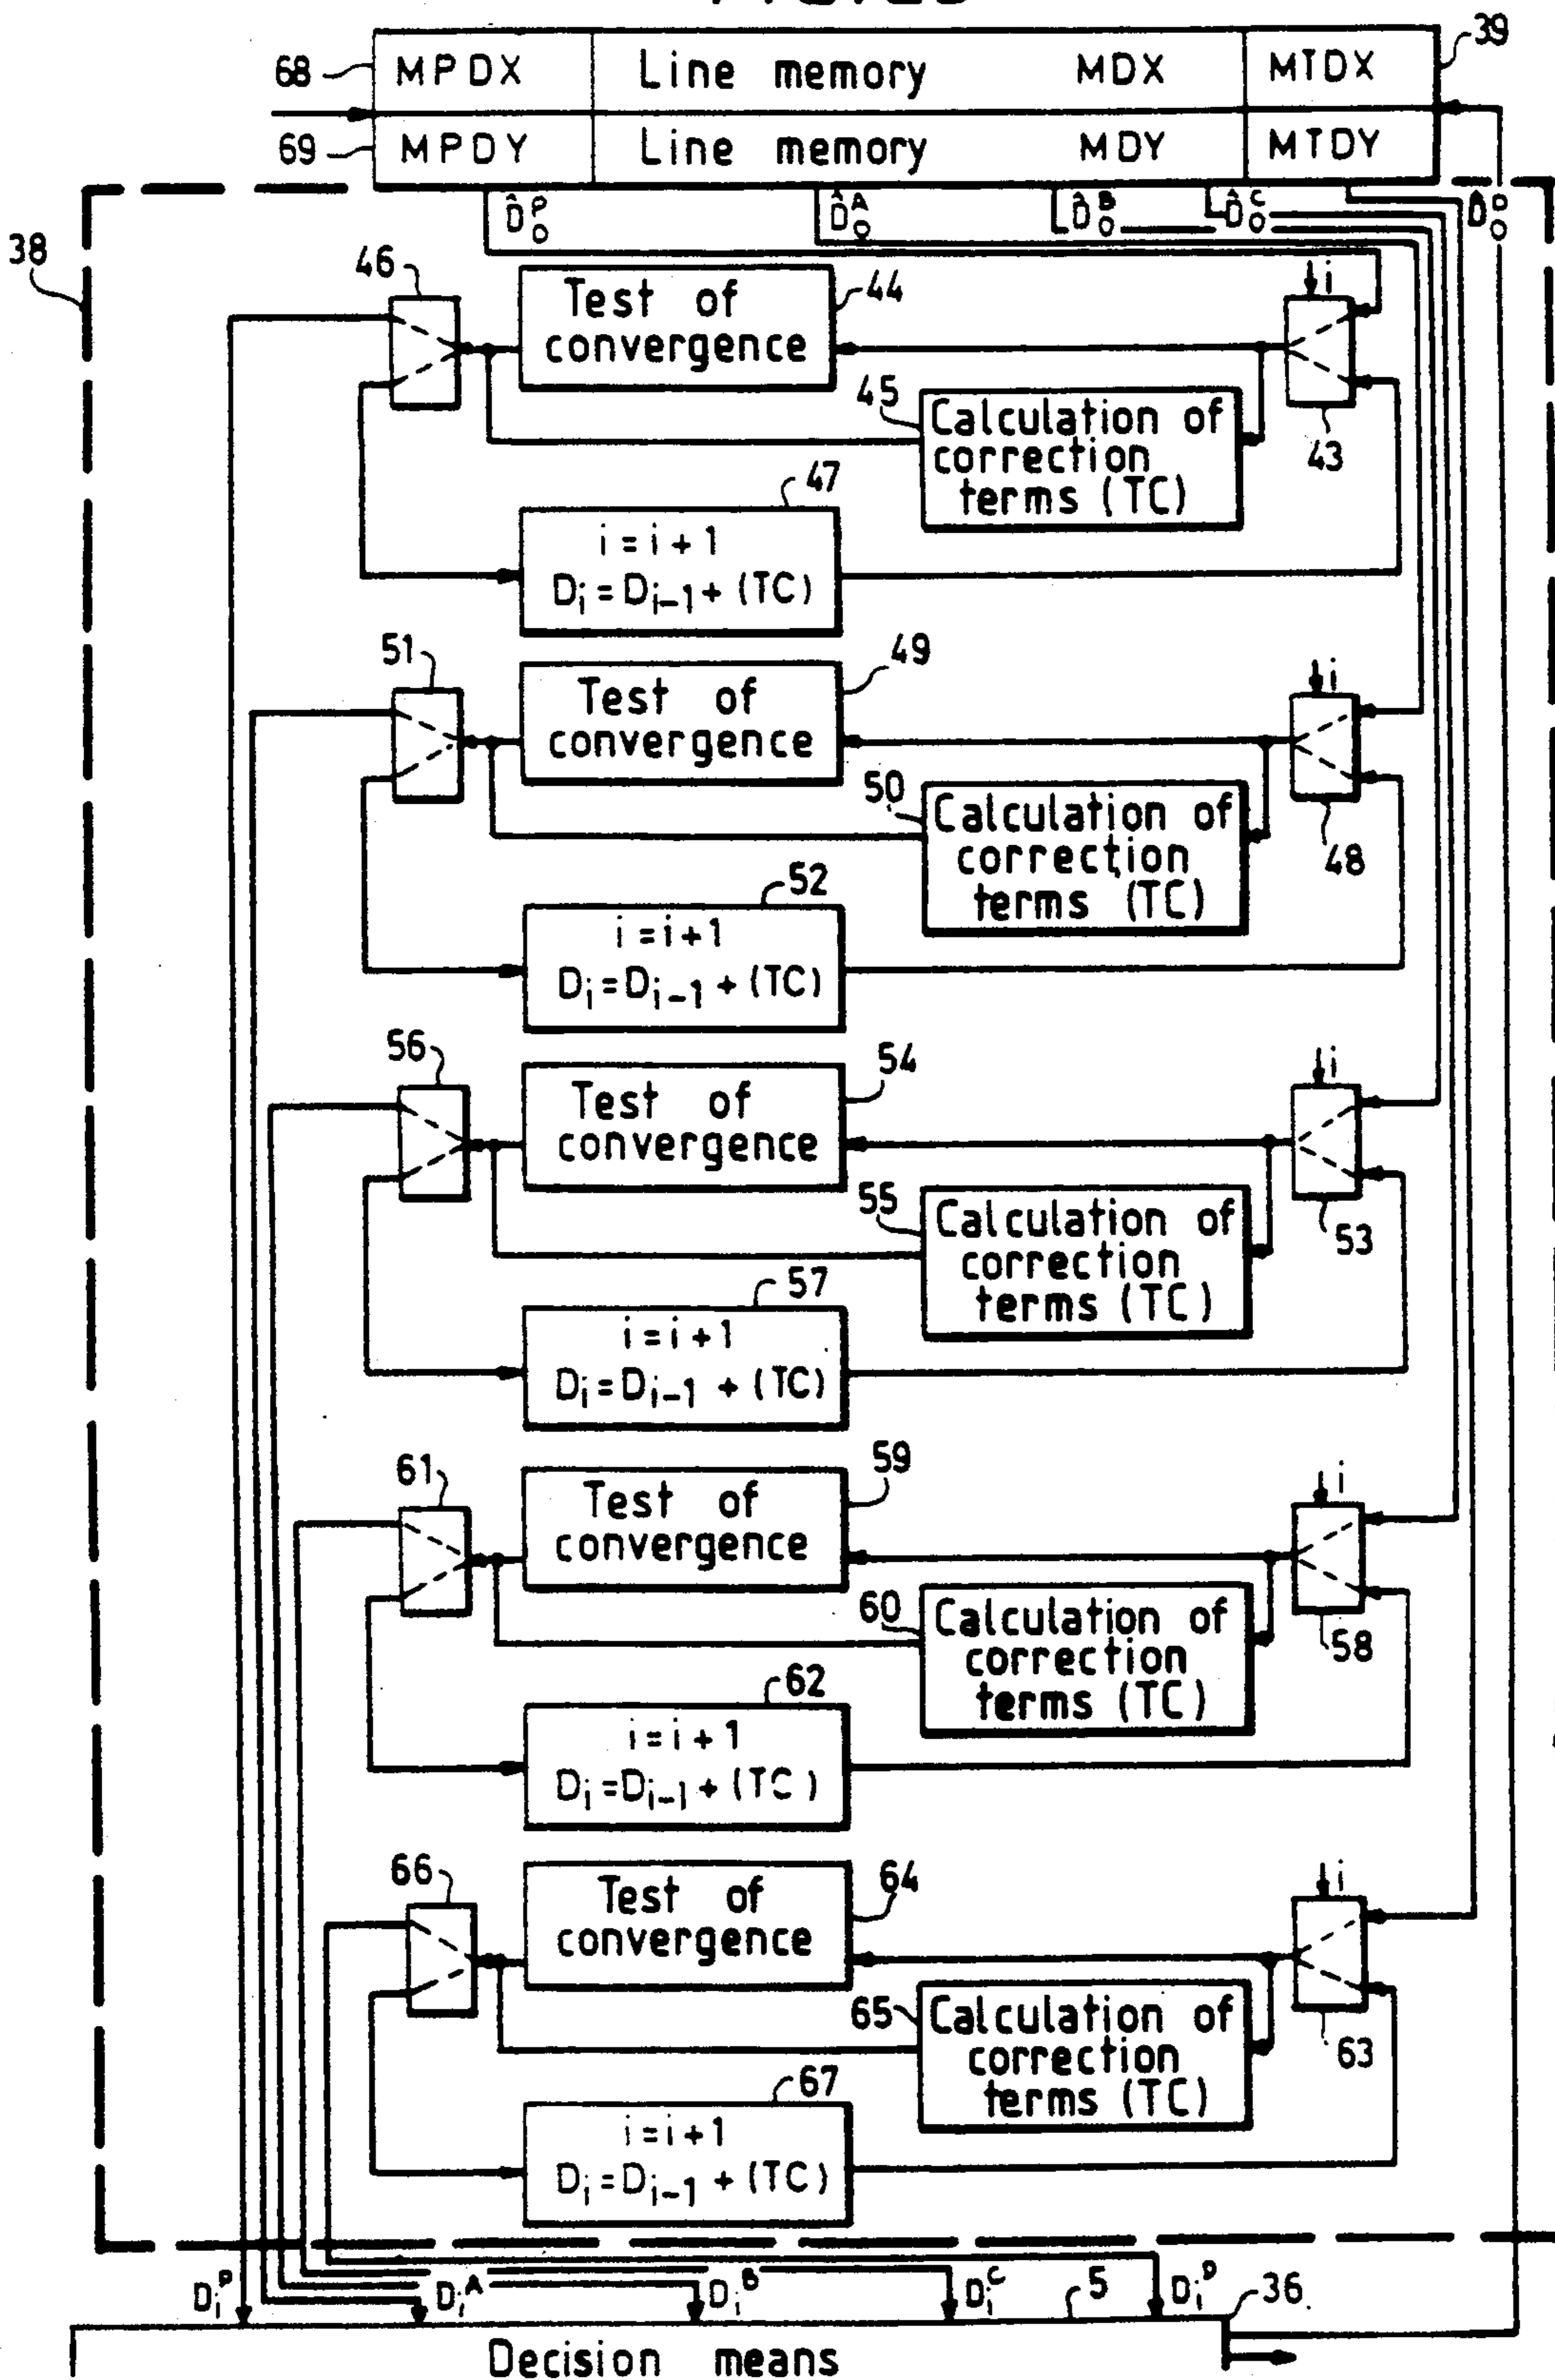 68 MPDX Line memory MDX MTDX 39
69 MPDY Line memory MDY MTDY
D̂₀ᴾ D̂₀ᴬ D̂₀ᴮ D̂₀ꟲ D̂₀ᴰ
38
46 Test of 44 i
convergence
45 Calculation of 43
correction
terms (TC)
47
i = i + 1
Dᵢ = Dᵢ₋₁ + (TC)
51 Test of 49 i
convergence
50 Calculation of 48
correction
terms (TC)
52
i = i + 1
Dᵢ = Dᵢ₋₁ + (TC)
56 Test of 54 i
convergence
55 Calculation of 53
correction
terms (TC)
57
i = i + 1
Dᵢ = Dᵢ₋₁ + (TC)
61 Test of 59 i
convergence
60 Calculation of 58
correction
terms (TC)
62
i = i + 1
Dᵢ = Dᵢ₋₁ + (TC)
66 Test of 64 i
convergence
65 Calculation of 63
correction
terms (TC)
67
i = i + 1
Dᵢ = Dᵢ₋₁ + (TC)
Dᵢᴾ Dᵢᴬ Dᵢᴮ Dᵢꟲ 5 Dᵢᴰ 36
Decision means